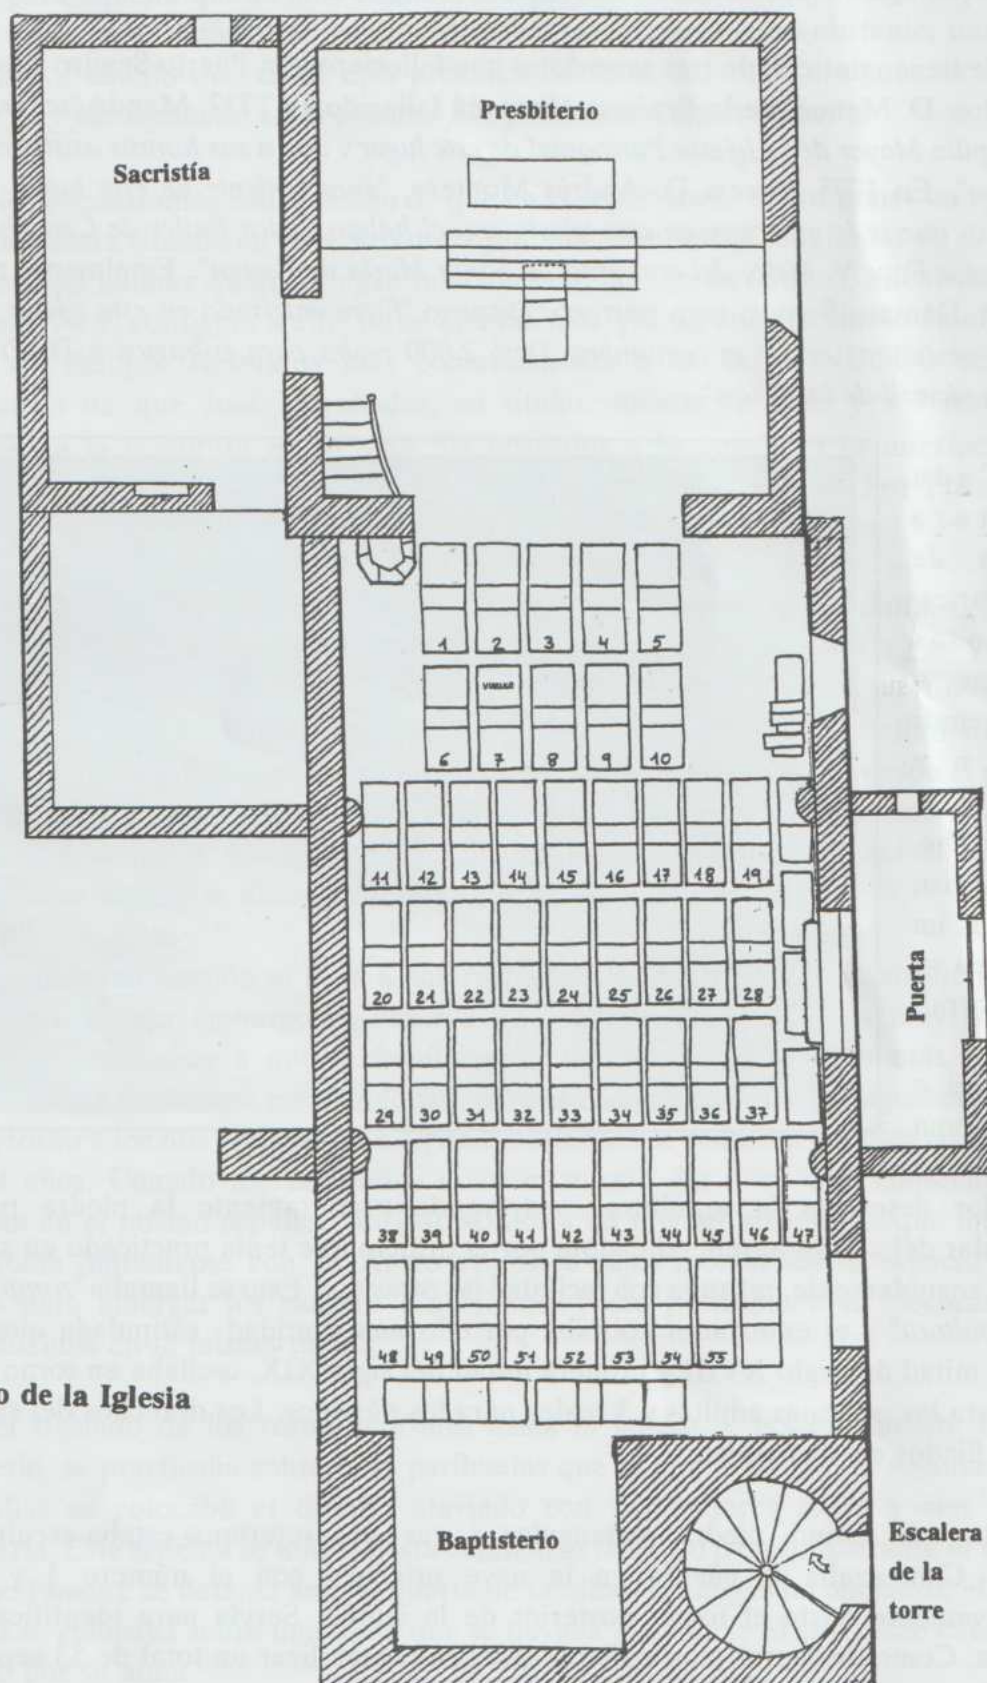 Presbiterio
Sacristía
1 2 3 4 5
6 7 8 9 10
11 12 13 14 15 16 17 18 19
20 21 22 23 24 25 26 27 28
Puerta
29 30 31 32 33 34 35 36 37
38 39 40 41 42 43 44 45 46 47
48 49 50 51 52 53 54 55
o de la Iglesia
Baptisterio
Escalera
de la
torre